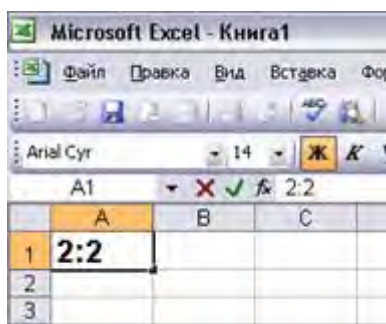 Microsoft Excel - Книга1
Файл Правка Вид Вставка
Arial Cyr 14 Ж К
A1 fx 2:2
A B C
1 2:2
2
3